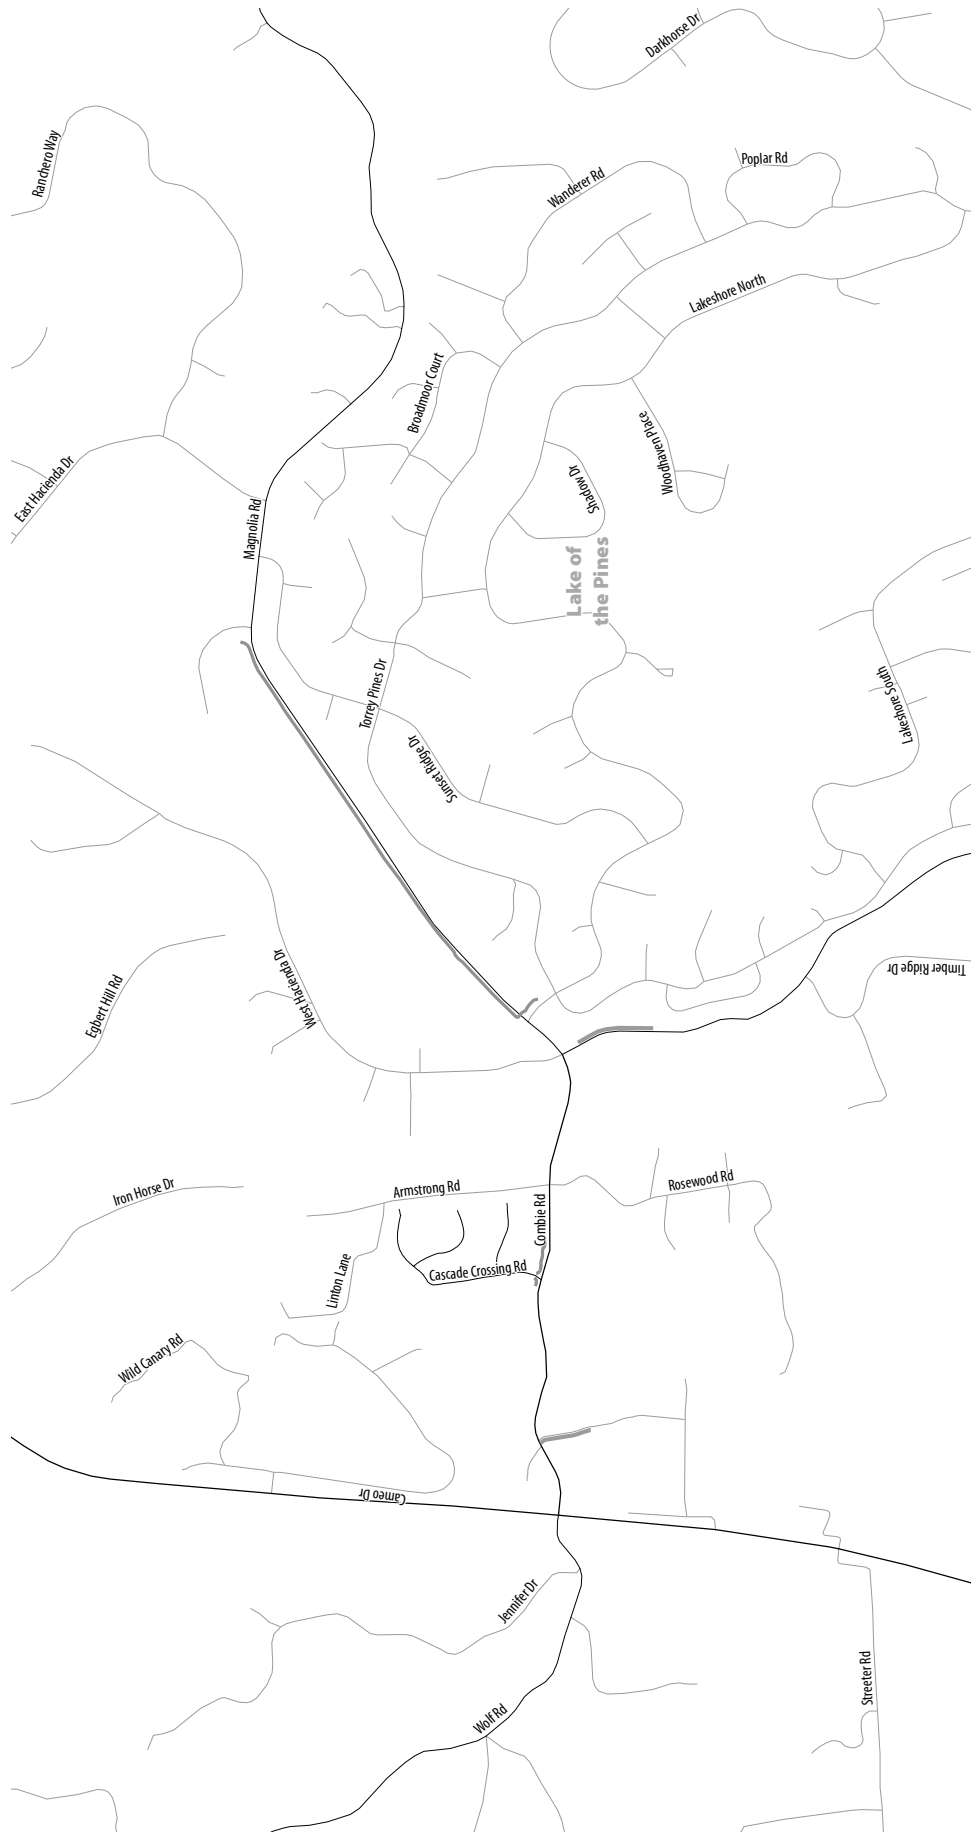 Darkhorse Dr
Ranchero Way
Wanderer Rd
Poplar Rd
Lakeshore North
Broadmoor Court
Woodhaven Place
East Hacienda Dr
Shadow Dr
Magnolia Rd
Lake of
the Pines
Torrey Pines Dr
Lakeshore South
Sunset Ridge Dr
West Hacienda Dr
Timber Ridge Dr
Egbert Hill Rd
Iron Horse Dr
Armstrong Rd
Rosewood Rd
Combie Rd
Cascade Crossing Rd
Linton Lane
Wild Canary Rd
Cameo Dr
Jennifer Dr
Streeter Rd
Wolf Rd